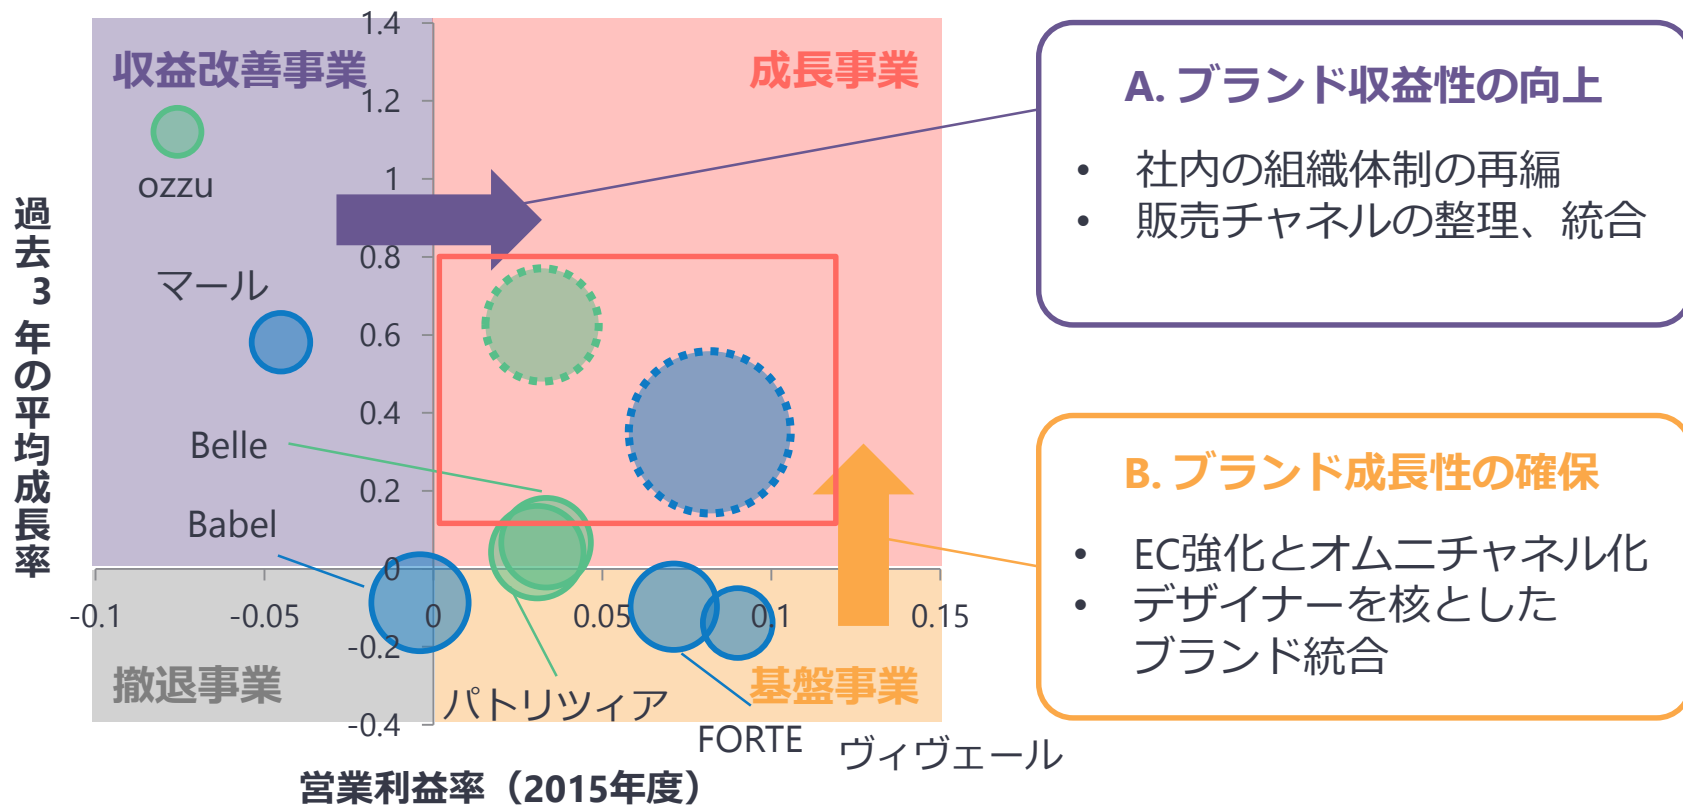 収益改善事業
成長事業
撤退事業
基盤事業
過去3年の平均成長率
1.4
1.2
1
0.8
0.6
0.4
0.2
0
-0.2
-0.4
-0.1
-0.05
0
0.05
0.1
0.15
ozzu
マール
Belle
Babel
パトリツィア
FORTE
ヴィヴェール
営業利益率（2015年度）
A. ブランド収益性の向上
• 社内の組織体制の再編
• 販売チャネルの整理、統合
B. ブランド成長性の確保
• EC強化とオムニチャネル化
• デザイナーを核とした
ブランド統合